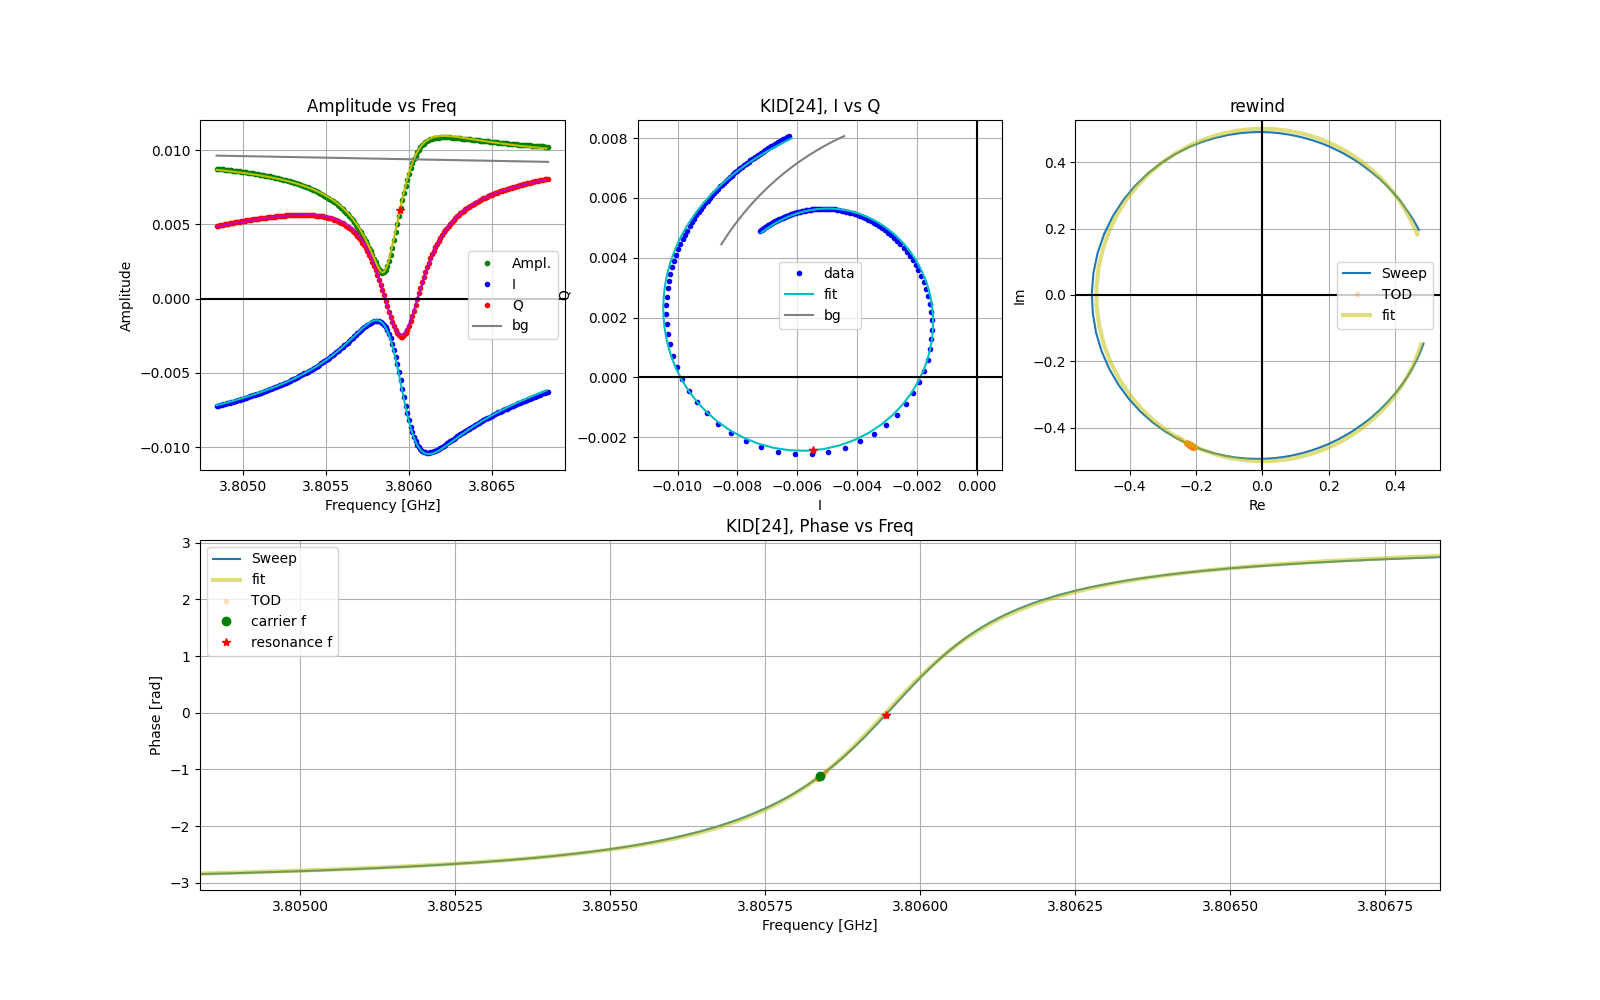 Amplitude vs Freq
0.010
0.005
0.000
−0.005
−0.010
Amplitude
Ampl.
I
Q
bg
3.8050 3.8055 3.8060 3.8065
Frequency [GHz]
KID[24], I vs Q
0.008
0.006
0.004
0.002
0.000
−0.002
Q
data
fit
bg
−0.010 −0.008 −0.006 −0.004 −0.002 0.000
I
rewind
0.4
0.2
0.0
−0.2
−0.4
Im
Sweep
TOD
fit
−0.4 −0.2 0.0 0.2 0.4
Re
KID[24], Phase vs Freq
3
2
1
0
−1
−2
−3
Phase [rad]
Sweep
fit
TOD
carrier f
resonance f
3.80500 3.80525 3.80550 3.80575 3.80600 3.80625 3.80650 3.80675
Frequency [GHz]